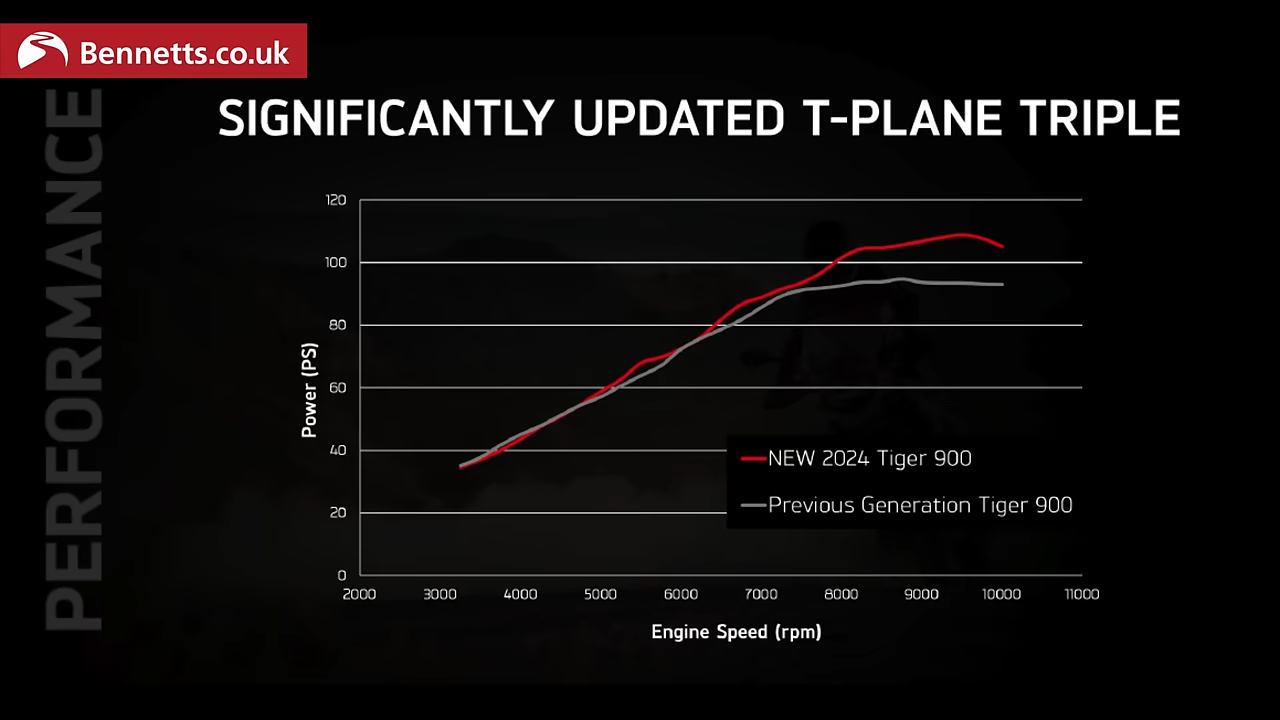 Bennetts.co.uk
PERFORMANCE
SIGNIFICANTLY UPDATED T-PLANE TRIPLE
120
100
80
60
40
20
0
Power (PS)
NEW 2024 Tiger 900
Previous Generation Tiger 900
2000 3000 4000 5000 6000 7000 8000 9000 10000 11000
Engine Speed (rpm)